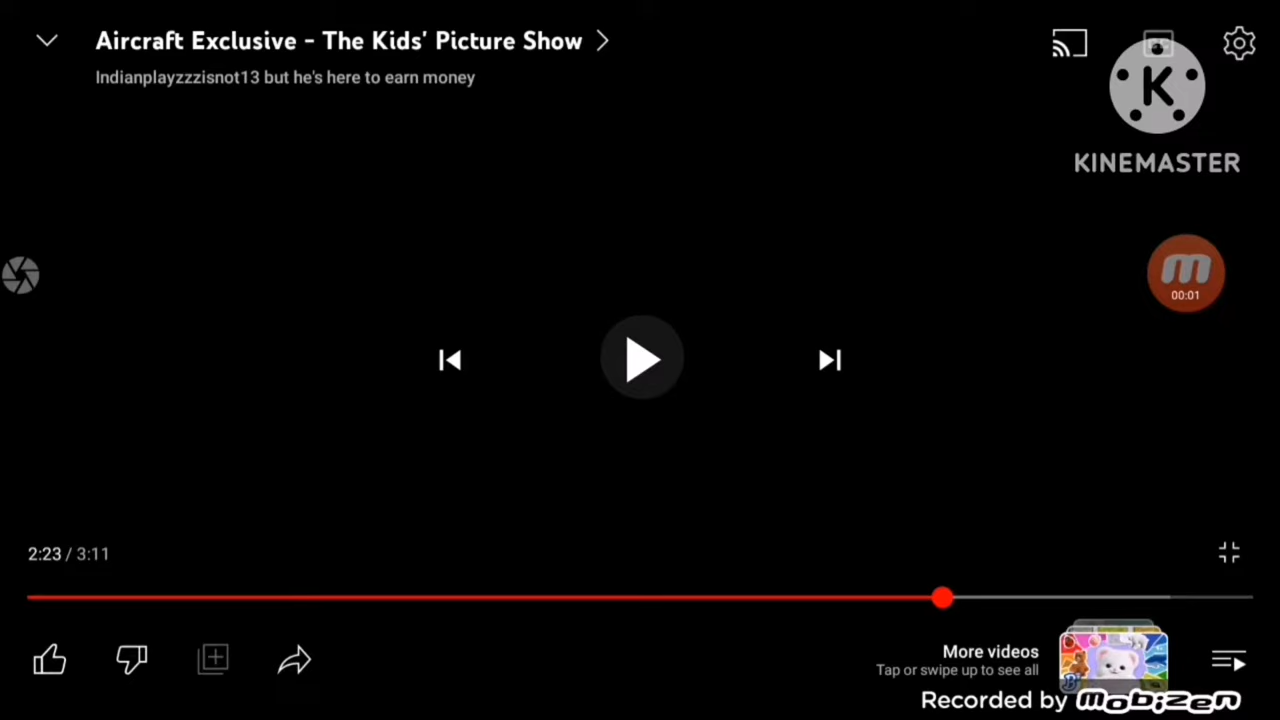 Aircraft Exclusive - The Kids' Picture Show
Indianplayzzzisnot13 but he's here to earn money
K
KINEMASTER
m
00:01
2:23 / 3:11
More videos
Tap or swipe up to see all
Recorded by mobizen